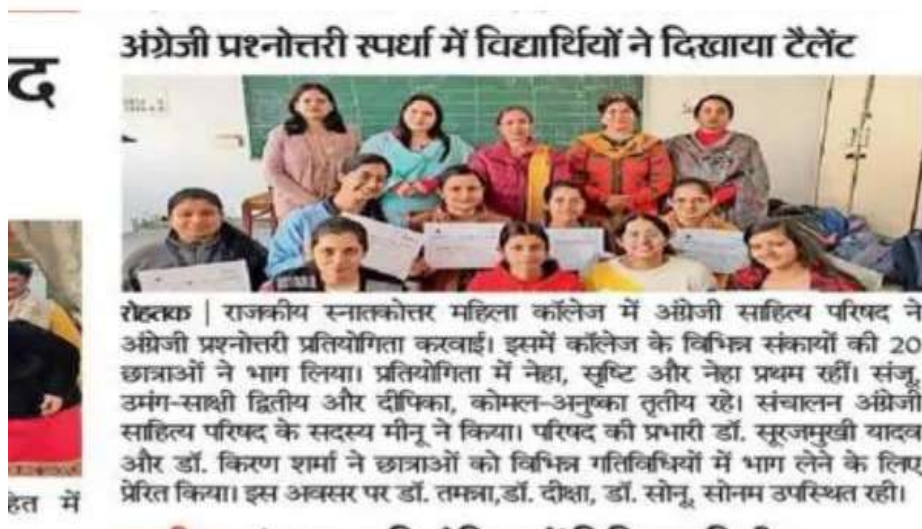 द
अंग्रेजी प्रश्नोत्तरी स्पर्धा में विद्यार्थियों ने दिखाया टैलेंट
रोहतक | राजकीय स्नातकोत्तर महिला कॉलेज में अंग्रेजी साहित्य परिषद ने
अंग्रेजी प्रश्नोत्तरी प्रतियोगिता करवाई। इसमें कॉलेज के विभिन्न संकायों की 20
छात्राओं ने भाग लिया। प्रतियोगिता में नेहा, सृष्टि और नेहा प्रथम रहीं। संजू,
उमंग-साक्षी द्वितीय और दीपिका, कोमल-अनुष्का तृतीय रहे। संचालन अंग्रेजी
साहित्य परिषद के सदस्य मीनू ने किया। परिषद की प्रभारी डॉ. सूरजमुखी यादव
और डॉ. किरण शर्मा ने छात्राओं को विभिन्न गतिविधियों में भाग लेने के लिए
प्रेरित किया। इस अवसर पर डॉ. तमन्ना,डॉ. दीक्षा, डॉ. सोनू, सोनम उपस्थित रही।
हित में